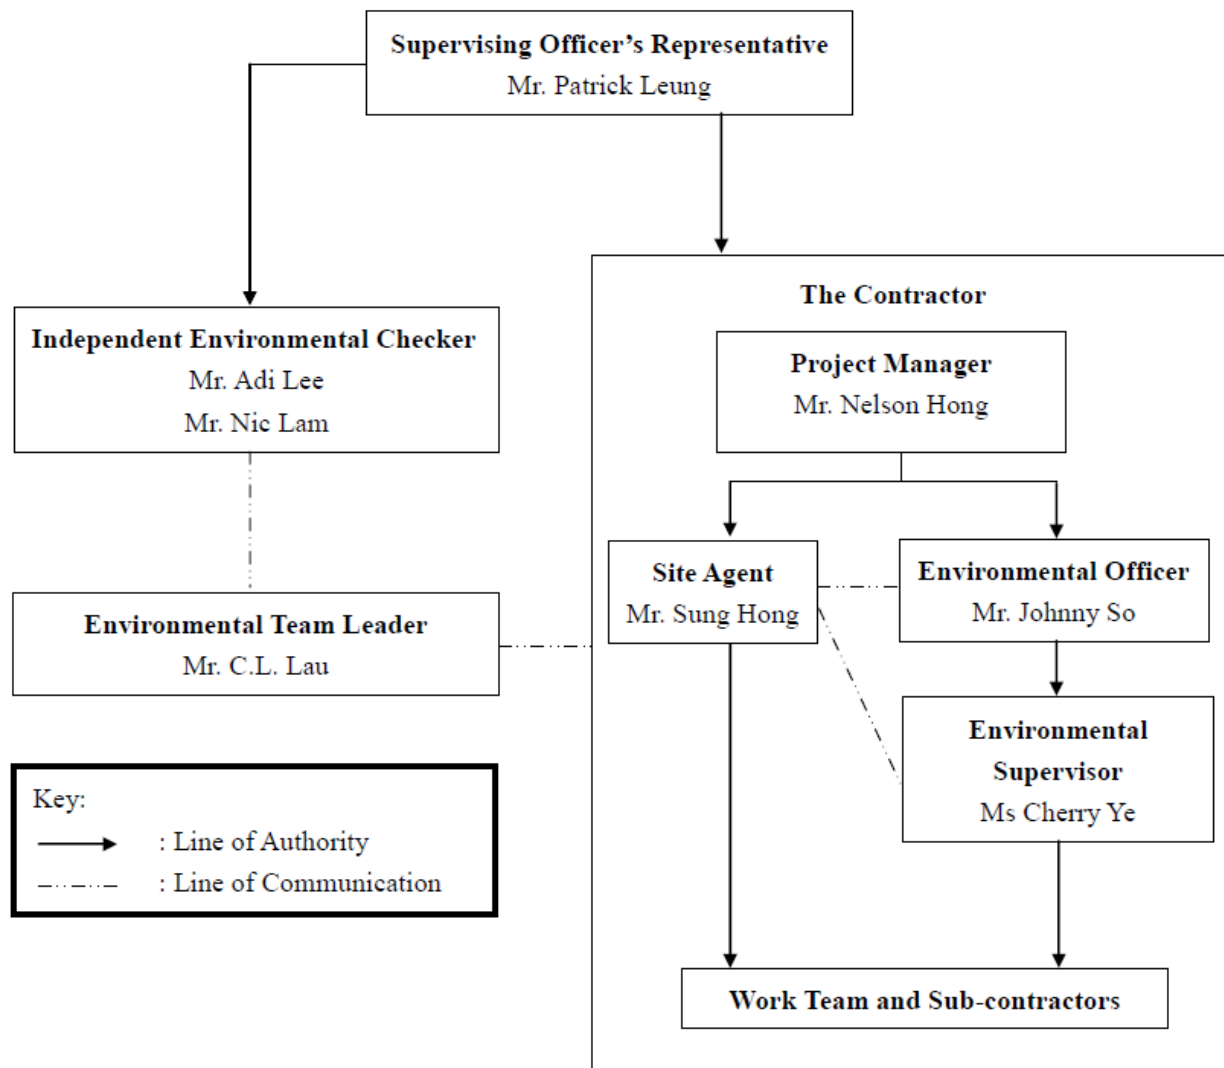 Supervising Officer’s Representative
Mr. Patrick Leung
The Contractor
Independent Environmental Checker
Mr. Adi Lee
Mr. Nic Lam
Project Manager
Mr. Nelson Hong
Site Agent
Mr. Sung Hong
Environmental Officer
Mr. Johnny So
Environmental Team Leader
Mr. C.L. Lau
Environmental
Supervisor
Ms Cherry Ye
Key:
: Line of Authority
: Line of Communication
Work Team and Sub-contractors